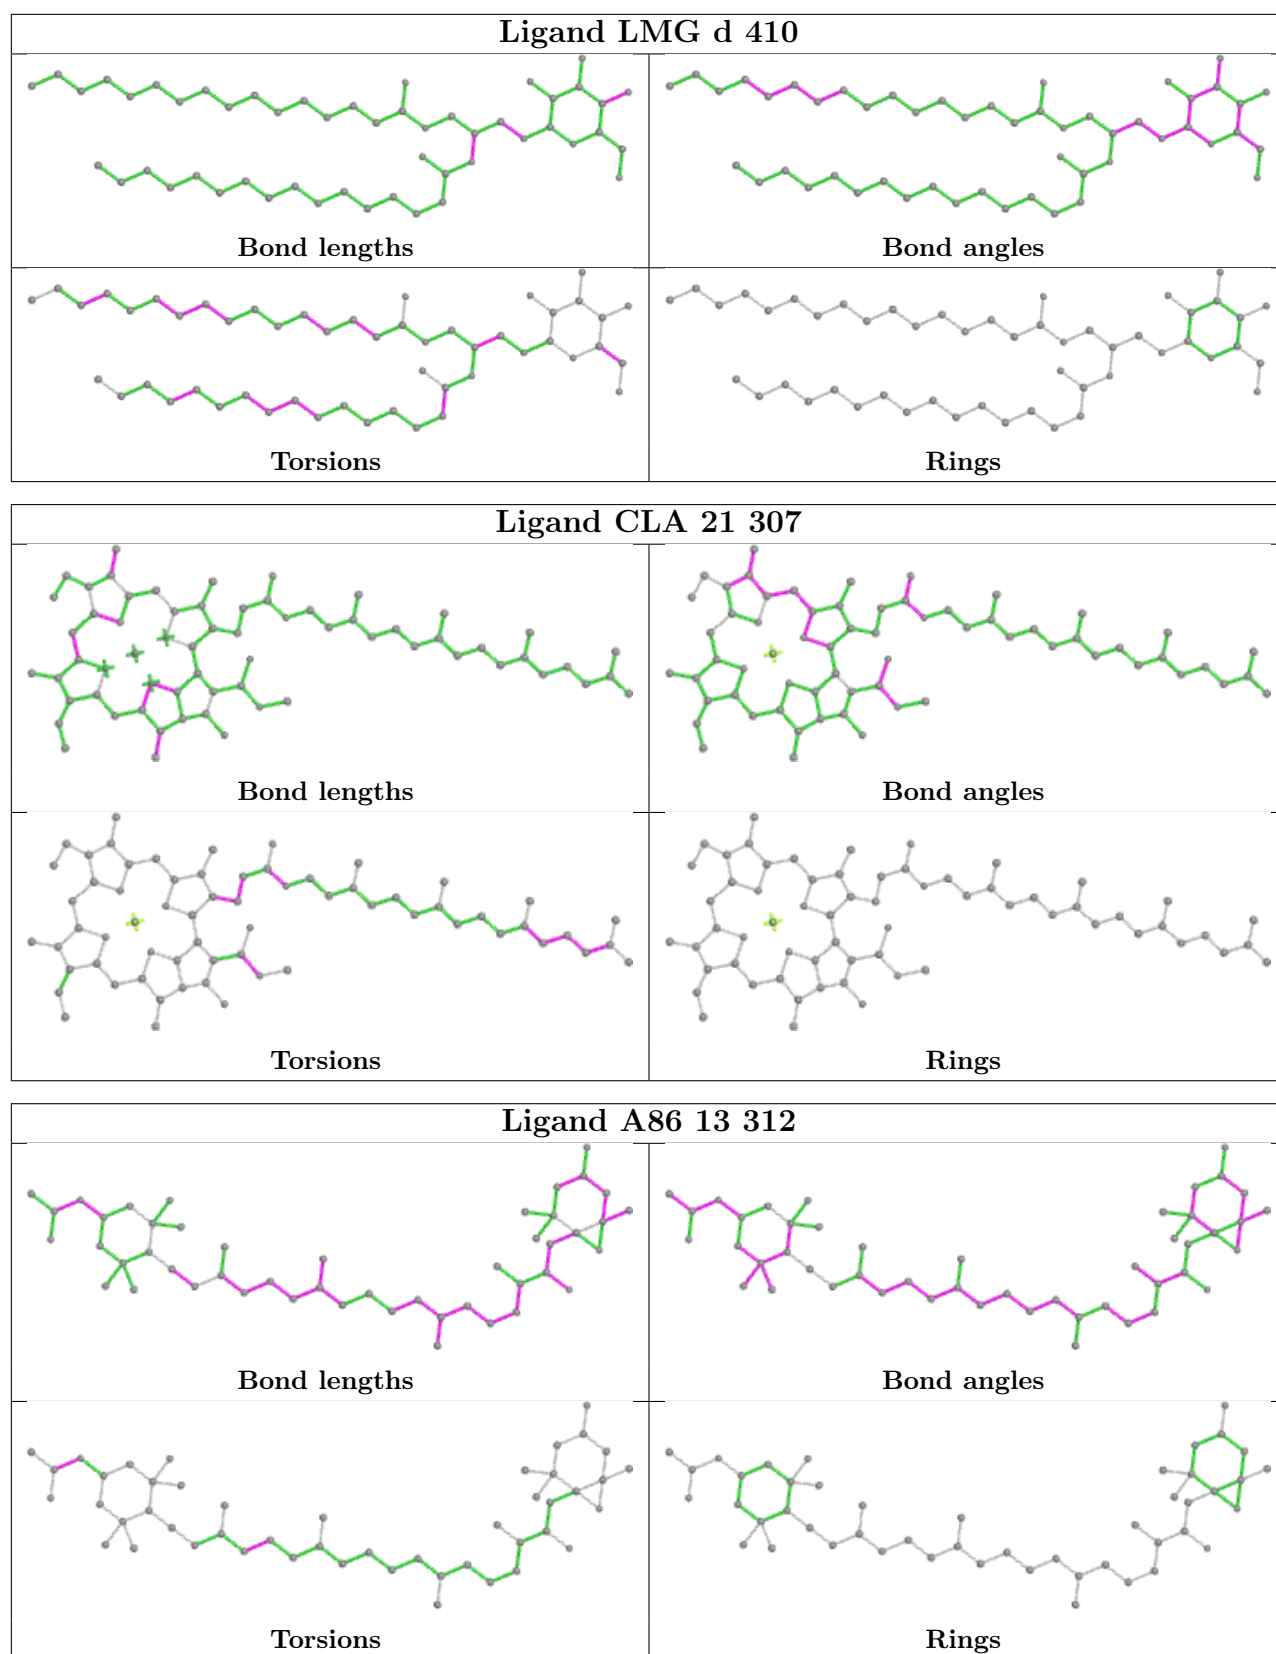 Ligand LMG d 410
Bond lengths
Bond angles
Torsions
Rings
Ligand CLA 21 307
Bond lengths
Bond angles
Torsions
Rings
Ligand A86 13 312
Bond lengths
Bond angles
Torsions
Rings